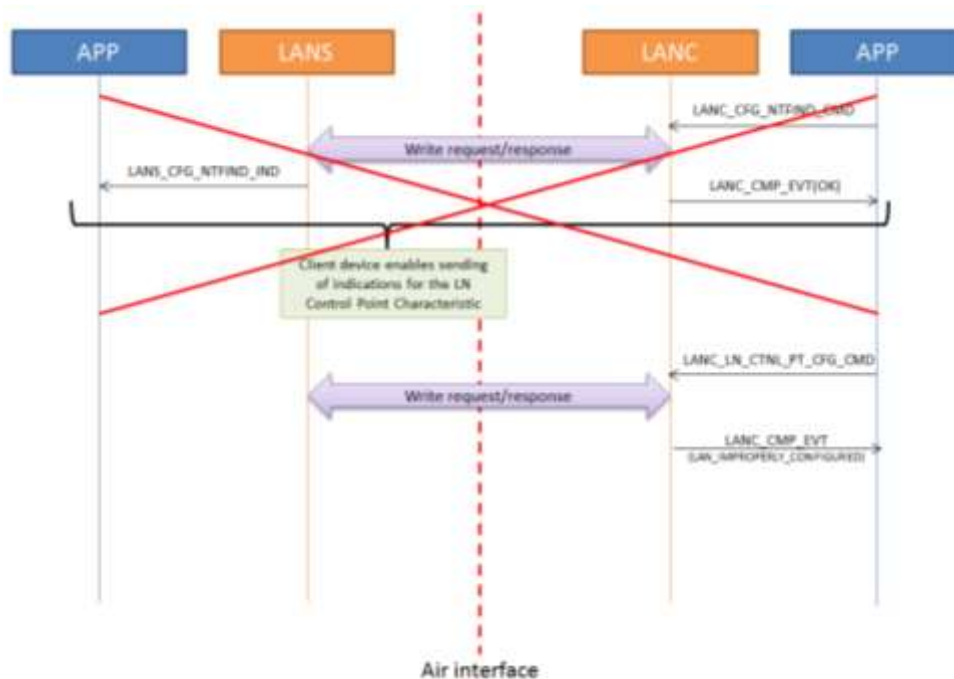 APP
LANS
LANC
APP
LANC_CFG_NTFIND_CMD
Write request/response
LANS_CFG_NTFIND_IND
LANC_CMP_EVT(OK)
Client device enables sending
of indications for the LN
Control Point Characteristic
LANC_LN_CTNL_PT_CFG_CMD
Write request/response
LANC_CMP_EVT
(LAN_IMPROPERLY_CONFIGURED)
Air interface